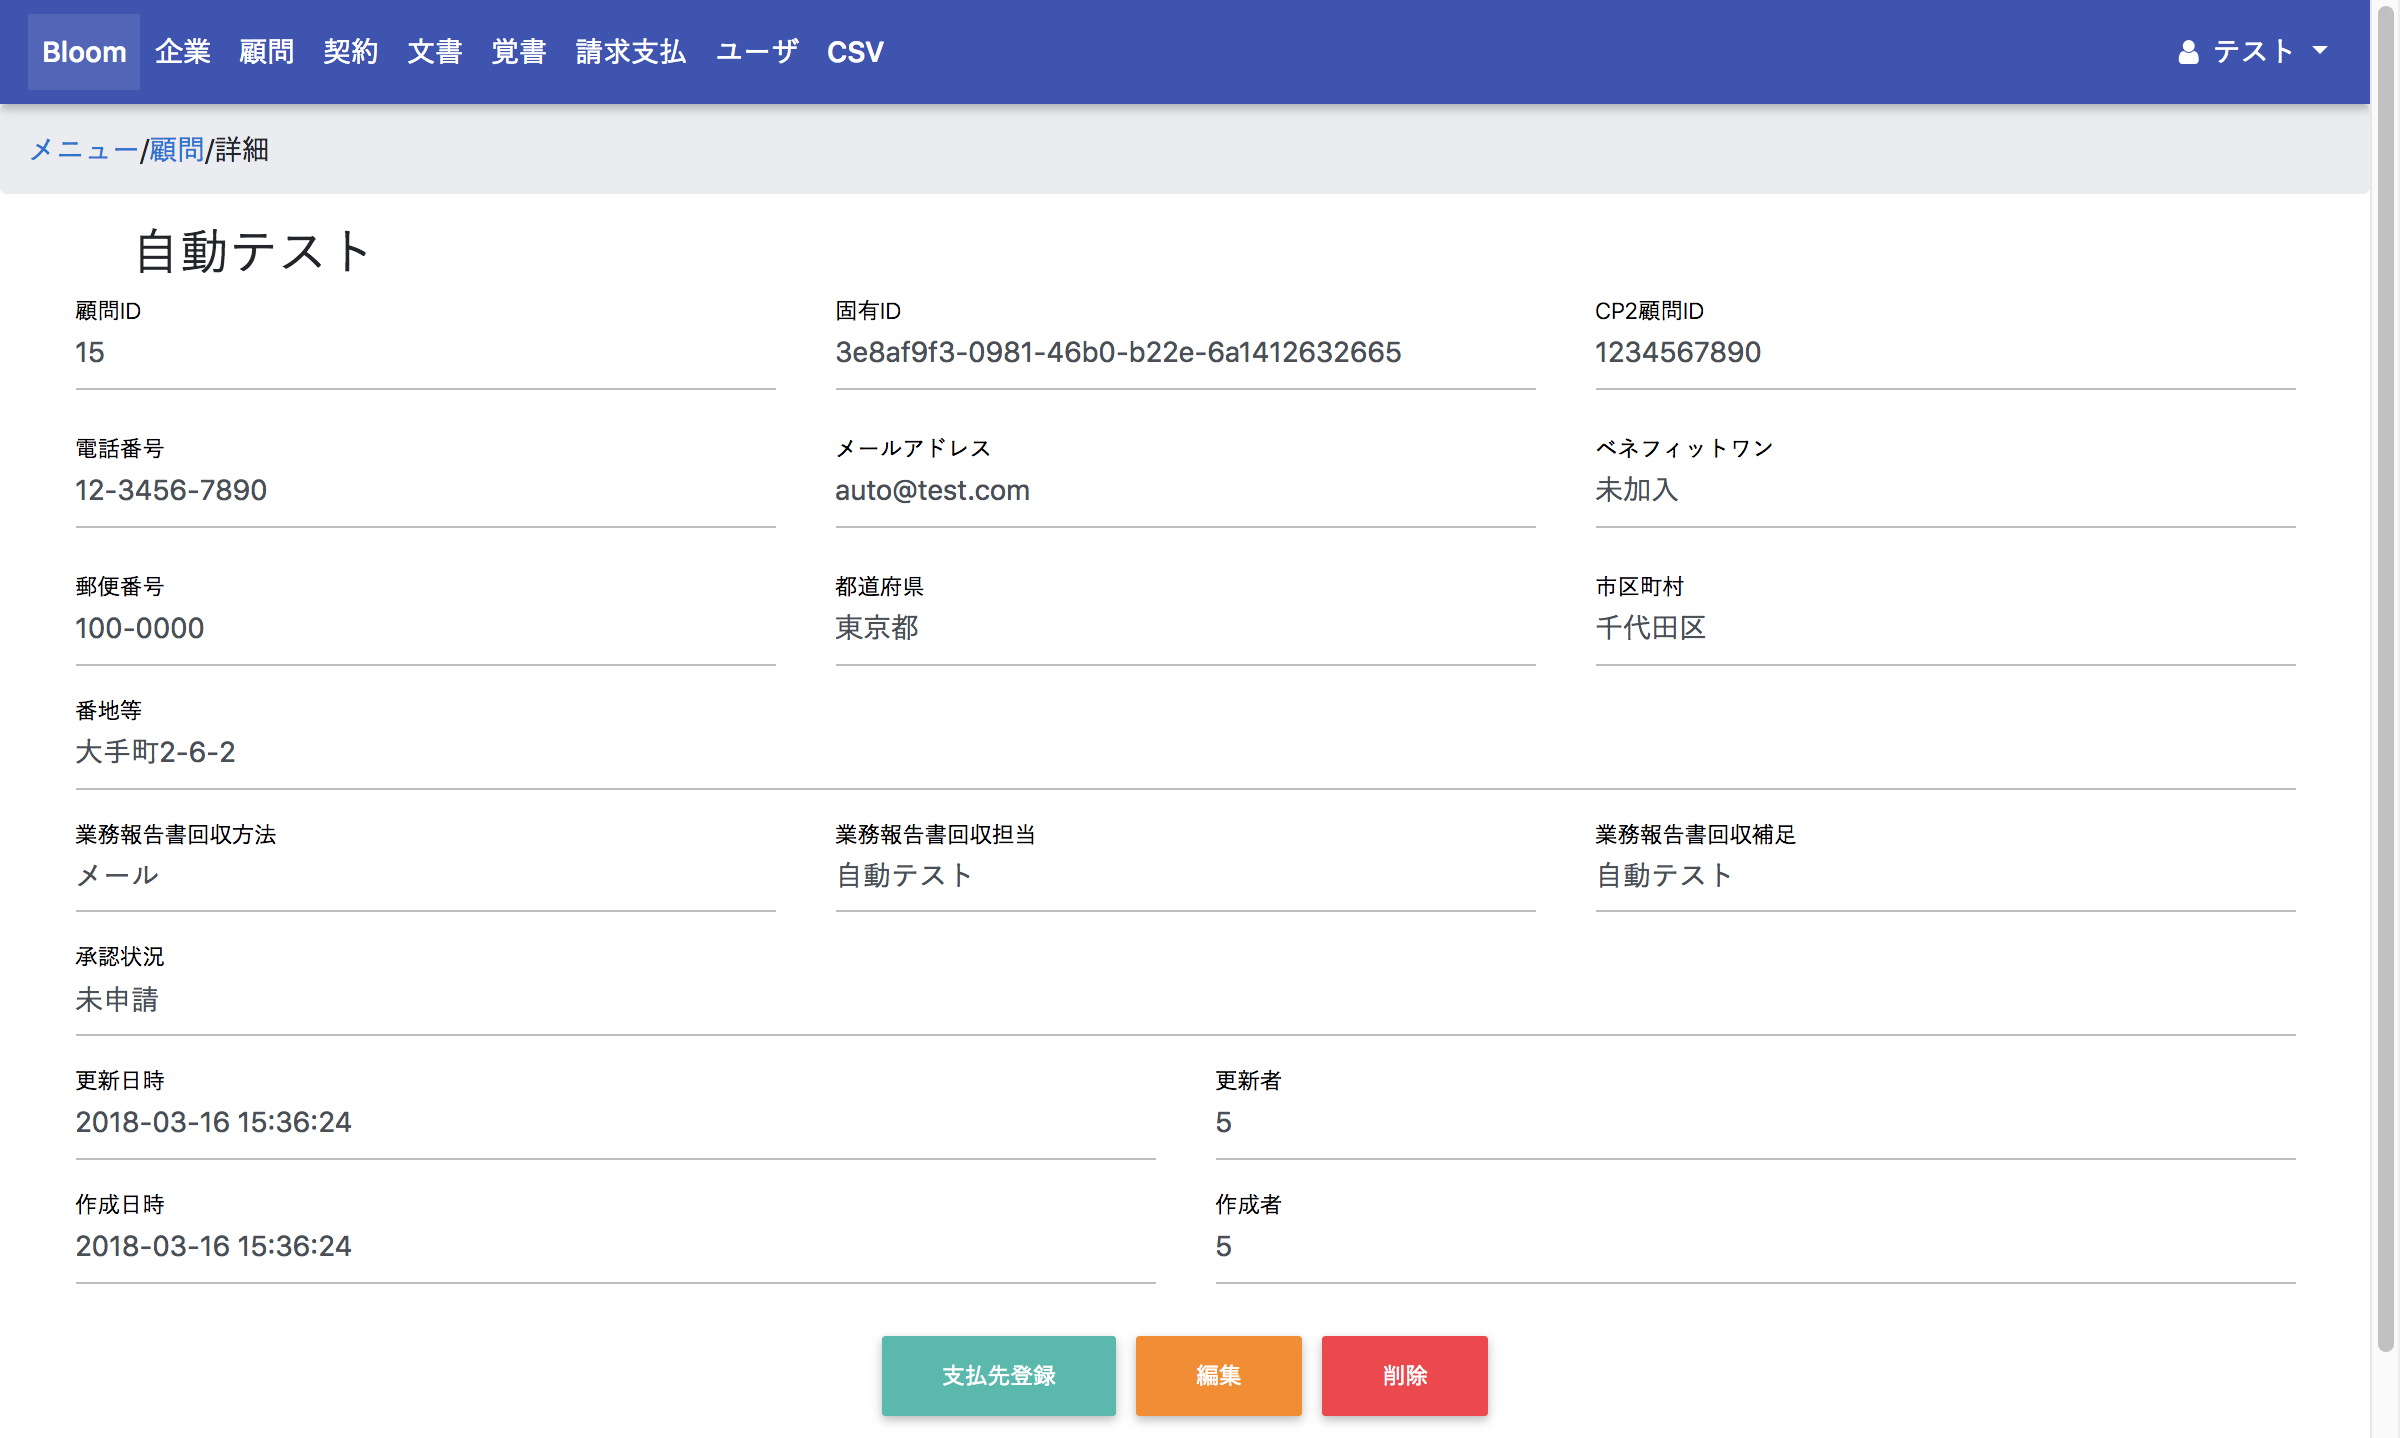 Bloom 企業 顧問 契約 文書 覚書 請求支払 ユーザ CSV テスト
メニュー/顧問/詳細
自動テスト
顧問ID 固有ID CP2顧問ID
15 3e8af9f3-0981-46b0-b22e-6a1412632665 1234567890
電話番号 メールアドレス ベネフィットワン
12-3456-7890 auto@test.com 未加入
郵便番号 都道府県 市区町村
100-0000 東京都 千代田区
番地等
大手町2-6-2
業務報告書回収方法 業務報告書回収担当 業務報告書回収補足
メール 自動テスト 自動テスト
承認状況
未申請
更新日時 更新者
2018-03-16 15:36:24 5
作成日時 作成者
2018-03-16 15:36:24 5
支払先登録 編集 削除